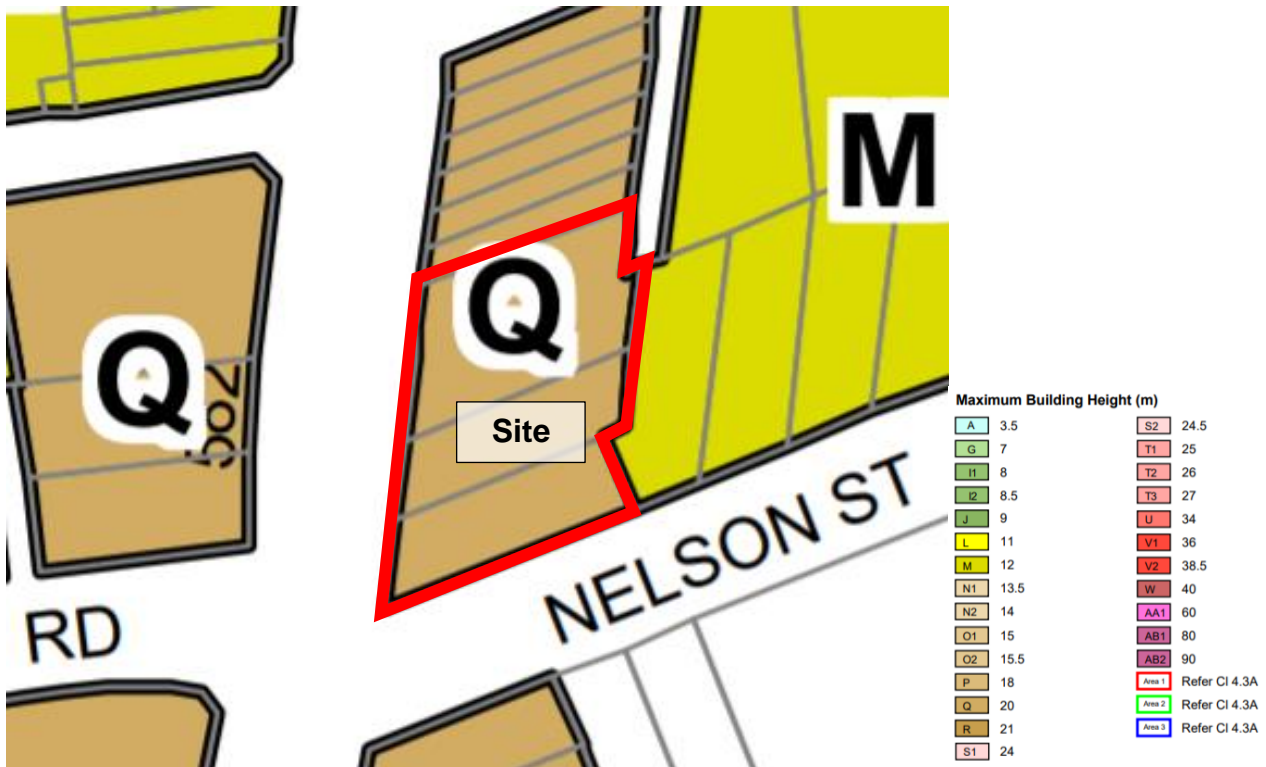 M
Q
Q
Site
NELSON ST
RD
Maximum Building Height (m)
A 3.5
G 7
I1 8
I2 8.5
J 9
L 11
M 12
N1 13.5
N2 14
O1 15
O2 15.5
P 18
Q 20
R 21
S1 24
S2 24.5
T1 25
T2 26
T3 27
U 34
V1 36
V2 38.5
W 40
AA1 60
AB1 80
AB2 90
Area 1 Refer Cl 4.3A
Area 2 Refer Cl 4.3A
Area 3 Refer Cl 4.3A